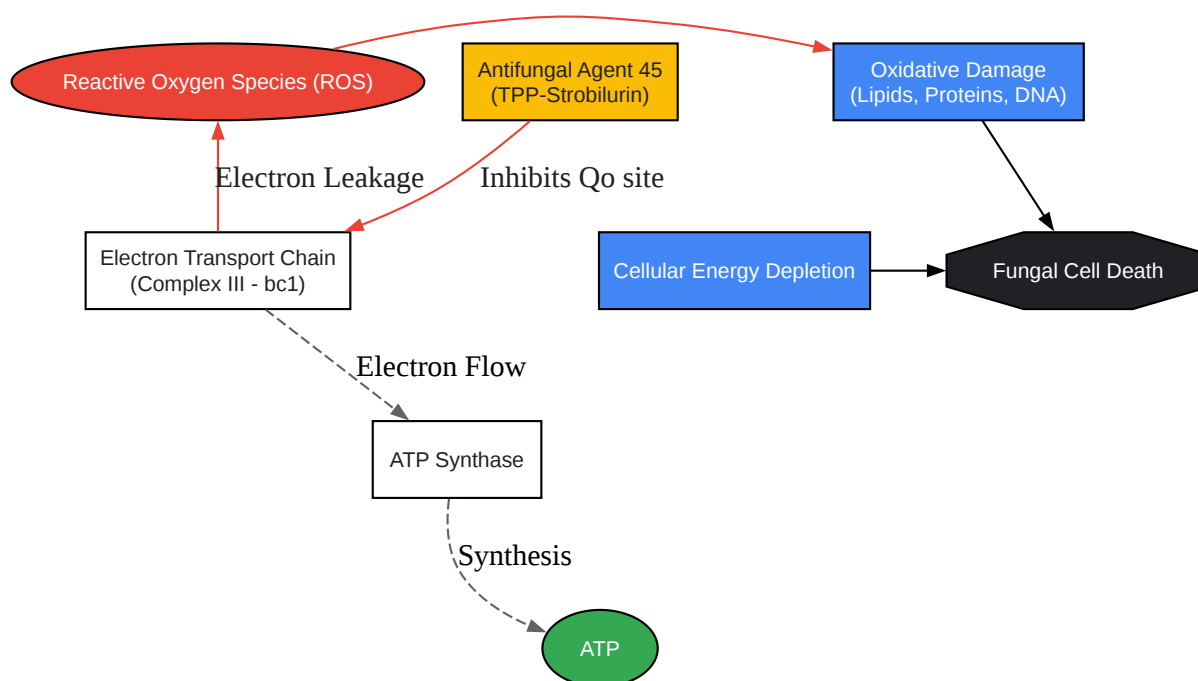 Reactive Oxygen Species (ROS)
Antifungal Agent 45
(TPP-Strobilurin)
Oxidative Damage
(Lipids, Proteins, DNA)
Electron Leakage
Inhibits Qo site
Electron Transport Chain
(Complex III - bc1)
Cellular Energy Depletion
Fungal Cell Death
Electron Flow
ATP Synthase
Synthesis
ATP